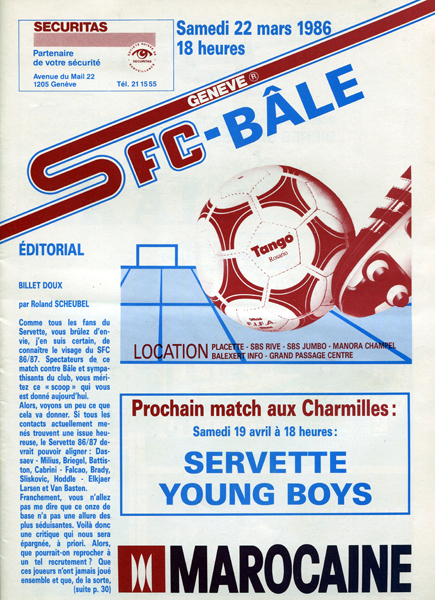 SECURITAS
Partenaire
de votre sécurité
Avenue du Mail 22
1205 Genève
Tél. 21 15 55
Samedi 22 mars 1986
18 heures
GENEVE ®
SFC-BÂLE
Tango
Rosario
F.I.F.A.
ÉDITORIAL
BILLET DOUX
par Roland SCHEUBEL
Comme tous les fans du
Servette, vous brûlez d'en-
vie, j'en suis certain, de
connaître le visage du SFC
86/87. Spectateurs de ce
match contre Bâle et sympa-
thisants du club, vous méri-
tez ce « scoop » qui vous
est donné aujourd'hui.
Alors, voyons un peu ce que
cela va donner. Si tous les
contacts actuellement me-
nés trouvent une issue heu-
reuse, le Servette 86/87 de-
vrait pouvoir aligner : Das-
saev - Milius, Briegel, Battis-
ton, Cabrini - Falcao, Brady,
Sliskovic, Hoddle - Elkjaer
Larsen et Van Basten.
Franchement, vous n'allez
pas me dire que ce onze de
base n'a pas une allure des
plus séduisantes. Voilà donc
une critique qui nous sera
épargnée, à priori. Alors,
que pourrait-on reprocher à
un tel recrutement ? Que
ces joueurs n'ont jamais joué
ensemble et que, de la sorte,
(suite p. 30)
LOCATION PLACETTE - SBS RIVE - SBS JUMBO - MANORA CHAMPEL
BALEXERT INFO - GRAND PASSAGE CENTRE
Prochain match aux Charmilles :
Samedi 19 avril à 18 heures :
SERVETTE
YOUNG BOYS
MAROCAINE